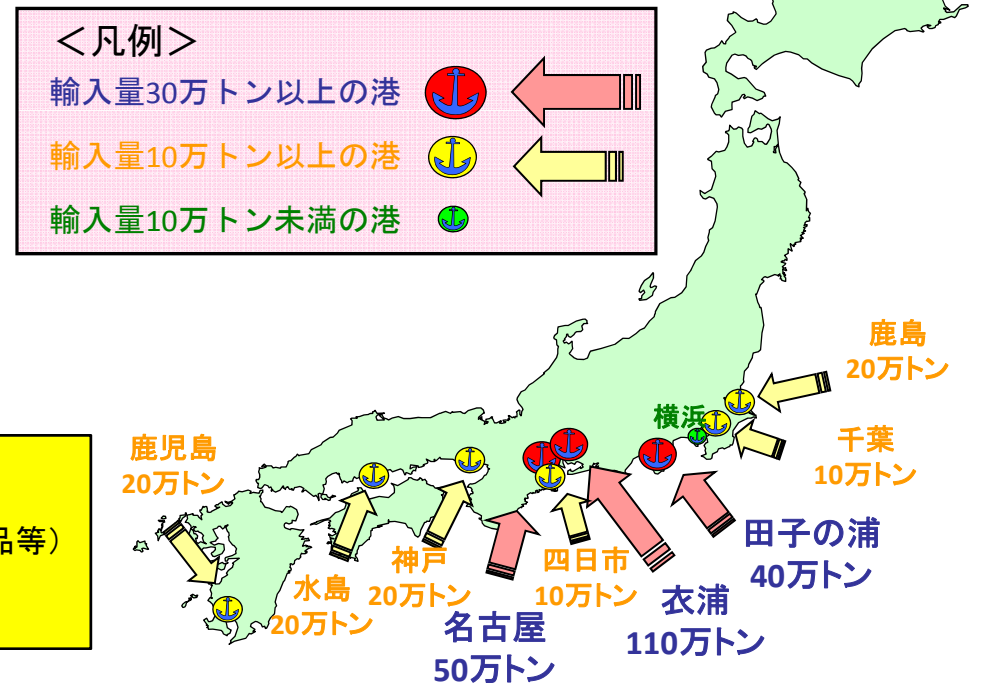 ＜凡例＞
輸入量30万トン以上の港
輸入量10万トン以上の港
輸入量10万トン未満の港
鹿島
20万トン
横浜
千葉
10万トン
鹿児島
20万トン
品等）
田子の浦
40万トン
水島
20万トン
神戸
20万トン
四日市
10万トン
衣浦
110万トン
名古屋
50万トン